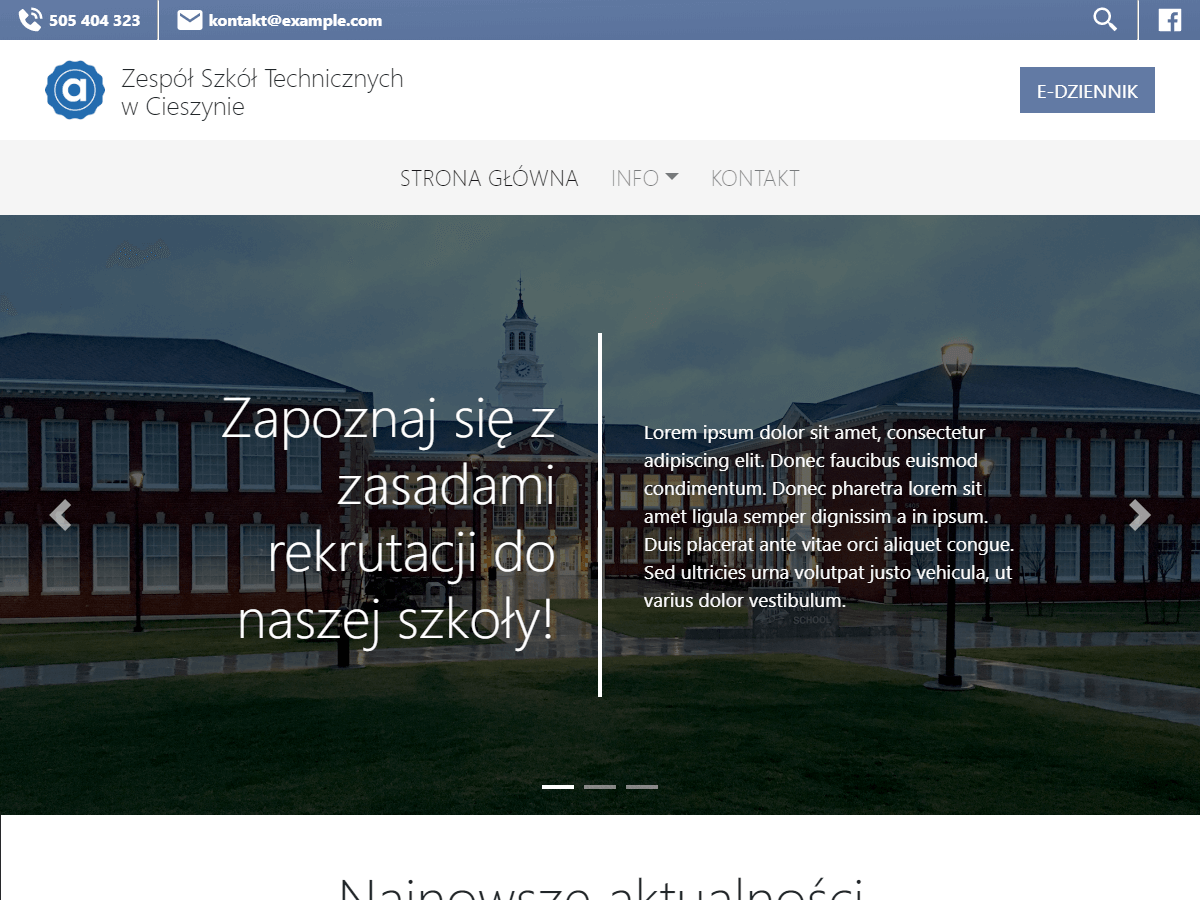 505 404 323
kontakt@example.com
a
Zespół Szkół Technicznych
w Cieszynie
E-DZIENNIK
STRONA GŁÓWNA
INFO
KONTAKT
Zapoznaj się z
zasadami
rekrutacji do
naszej szkoły!
Lorem ipsum dolor sit amet, consectetur
adipiscing elit. Donec faucibus euismod
condimentum. Donec pharetra lorem sit
amet ligula semper dignissim a in ipsum.
Duis placerat ante vitae orci aliquet congue.
Sed ultricies urna volutpat justo vehicula, ut
varius dolor vestibulum.
SCHOOL
Najnowsze aktualności